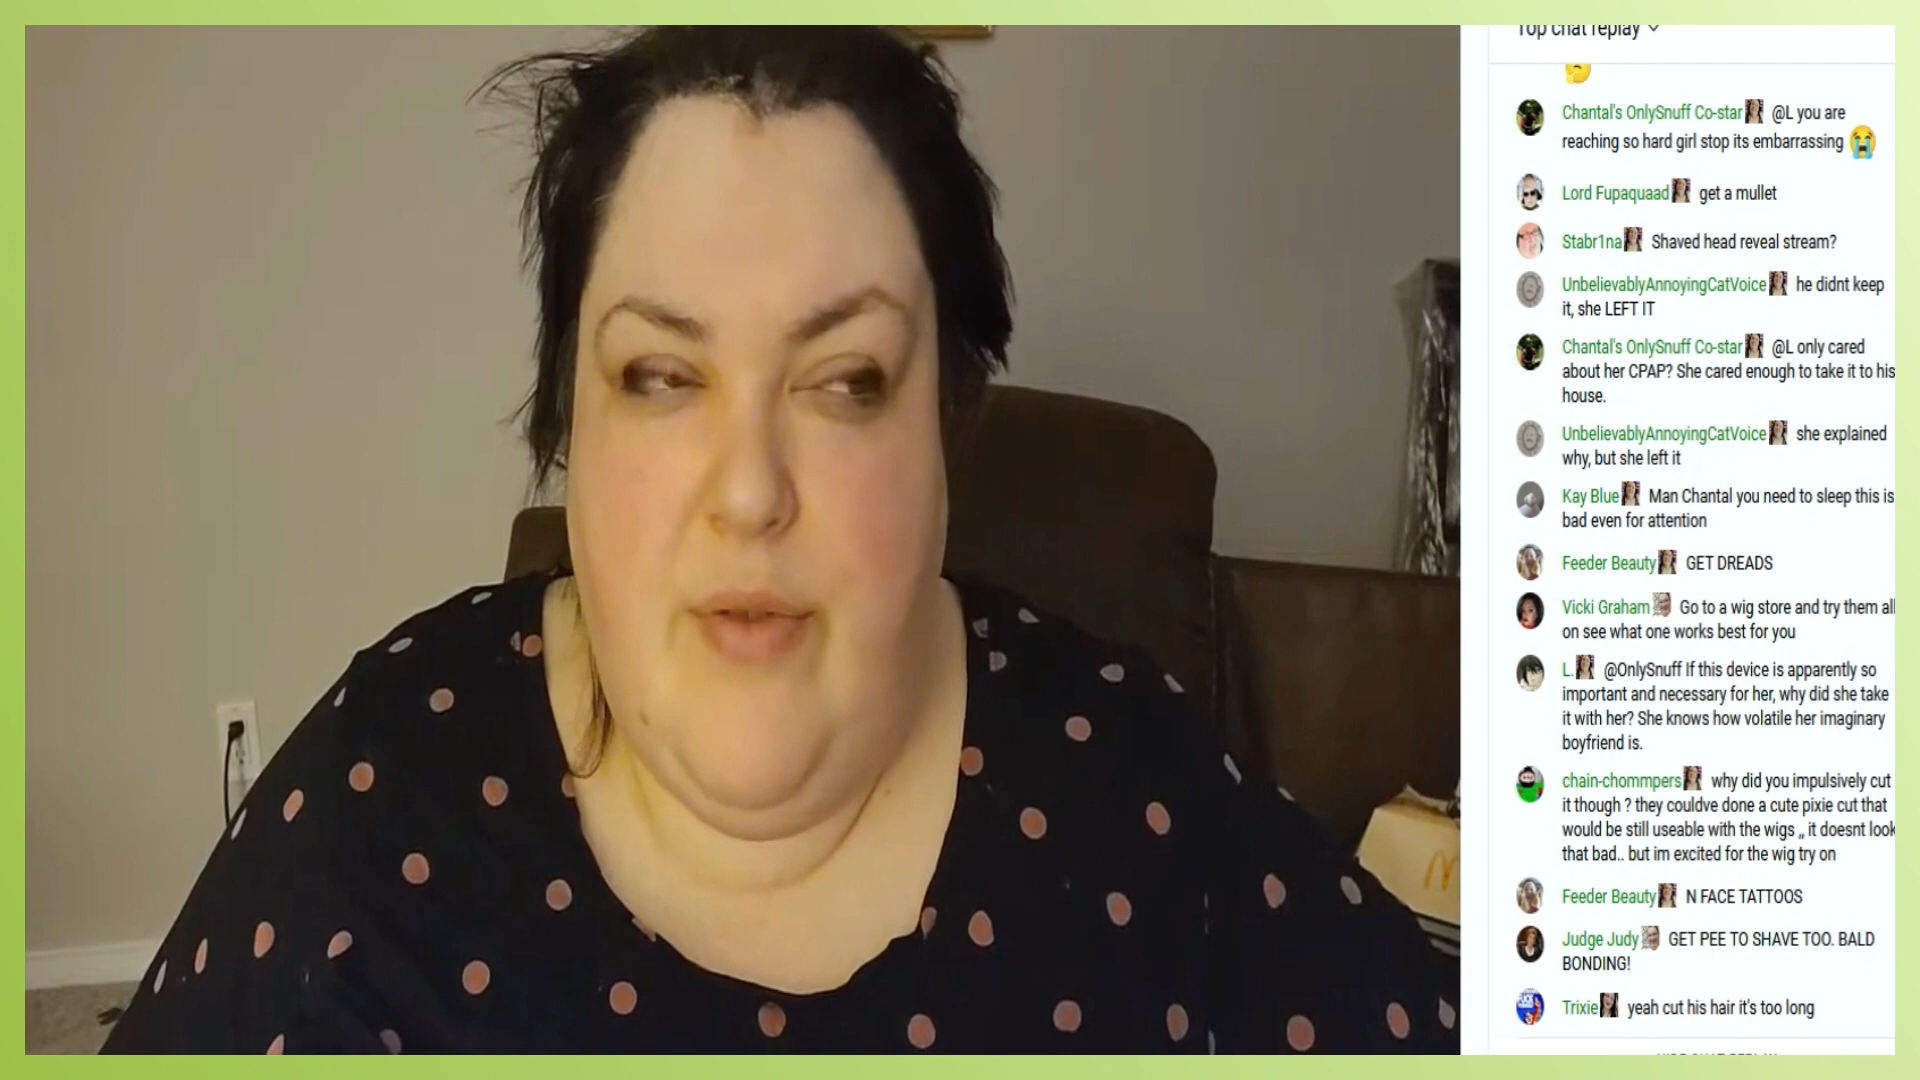 Top chat replay
Chantal's OnlySnuff Co-star @L you are
reaching so hard girl stop its embarrassing
Lord Fupaquaad get a mullet
Stabr1na Shaved head reveal stream?
UnbelievablyAnnoyingCatVoice he didnt keep
it, she LEFT IT
Chantal's OnlySnuff Co-star @L only cared
about her CPAP? She cared enough to take it to his
house.
UnbelievablyAnnoyingCatVoice she explained
why, but she left it
Kay Blue Man Chantal you need to sleep this is
bad even for attention
Feeder Beauty GET DREADS
Vicki Graham Go to a wig store and try them all
on see what one works best for you
L. @OnlySnuff If this device is apparently so
important and necessary for her, why did she take
it with her? She knows how volatile her imaginary
boyfriend is.
chain-chommpers why did you impulsively cut
it though ? they couldve done a cute pixie cut that
would be still useable with the wigs ,, it doesnt look
that bad.. but im excited for the wig try on
Feeder Beauty N FACE TATTOOS
Judge Judy GET PEE TO SHAVE TOO. BALD
BONDING!
Trixie yeah cut his hair it's too long